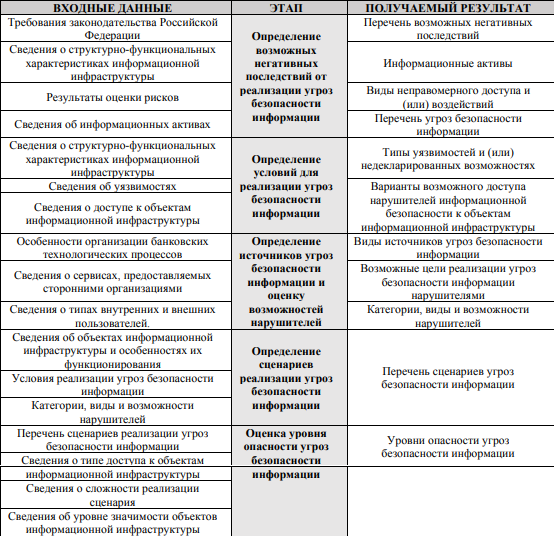 ВХОДНЫЕ ДАННЫЕ
ЭТАП
ПОЛУЧАЕМЫЙ РЕЗУЛЬТАТ
Требования законодательства Российской
Федерации
Сведения о структурно-функциональных
характеристиках информационной
инфраструктуры
Результаты оценки рисков
Сведения об информационных активах
Определение
возможных
негативных
последствий от
реализации угроз
безопасности
информации
Перечень возможных негативных
последствий
Информационные активы
Виды неправомерного доступа и
(или) воздействий
Перечень угроз безопасности
информации
Сведения о структурно-функциональных
характеристиках информационной
инфраструктуры
Сведения об уязвимостях
Сведения о доступе к объектам
информационной инфраструктуры
Определение
условий для
реализации угроз
безопасности
информации
Типы уязвимостей и (или)
недекларированных возможностях
Варианты возможного доступа
нарушителей информационной
безопасности к объектам
информационной инфраструктуры
Особенности организации банковских
технологических процессов
Сведения о сервисах, предоставляемых
сторонними организациями
Сведения о типах внутренних и внешних
пользователей.
Определение
источников угроз
безопасности
информации и
оценку
возможностей
нарушителей
Виды источников угроз безопасности
информации
Возможные цели реализации угроз
безопасности информации
нарушителями
Категории, виды и возможности
нарушителей
Сведения об объектах информационной
инфраструктуры и особенностях их
функционирования
Условия реализации угроз безопасности
информации
Категории, виды и возможности
нарушителей
Определение
сценариев
реализации угроз
безопасности
информации
Перечень сценариев угроз
безопасности информации
Перечень сценариев реализации угроз
безопасности информации
Сведения о типе доступа к объектам
информационной инфраструктуры
Сведения о сложности реализации
сценария
Сведения об уровне значимости объектов
информационной инфраструктуры
Оценка уровня
опасности угроз
безопасности
информации
Уровни опасности угроз
безопасности информации